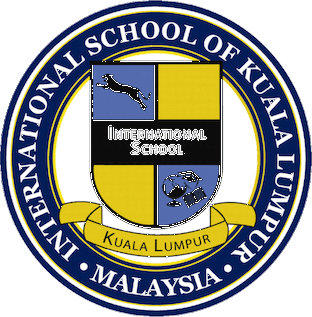 INTERNATIONAL SCHOOL OF KUALA LUMPUR
INTERNATIONAL
SCHOOL
KUALA LUMPUR
· MALAYSIA ·